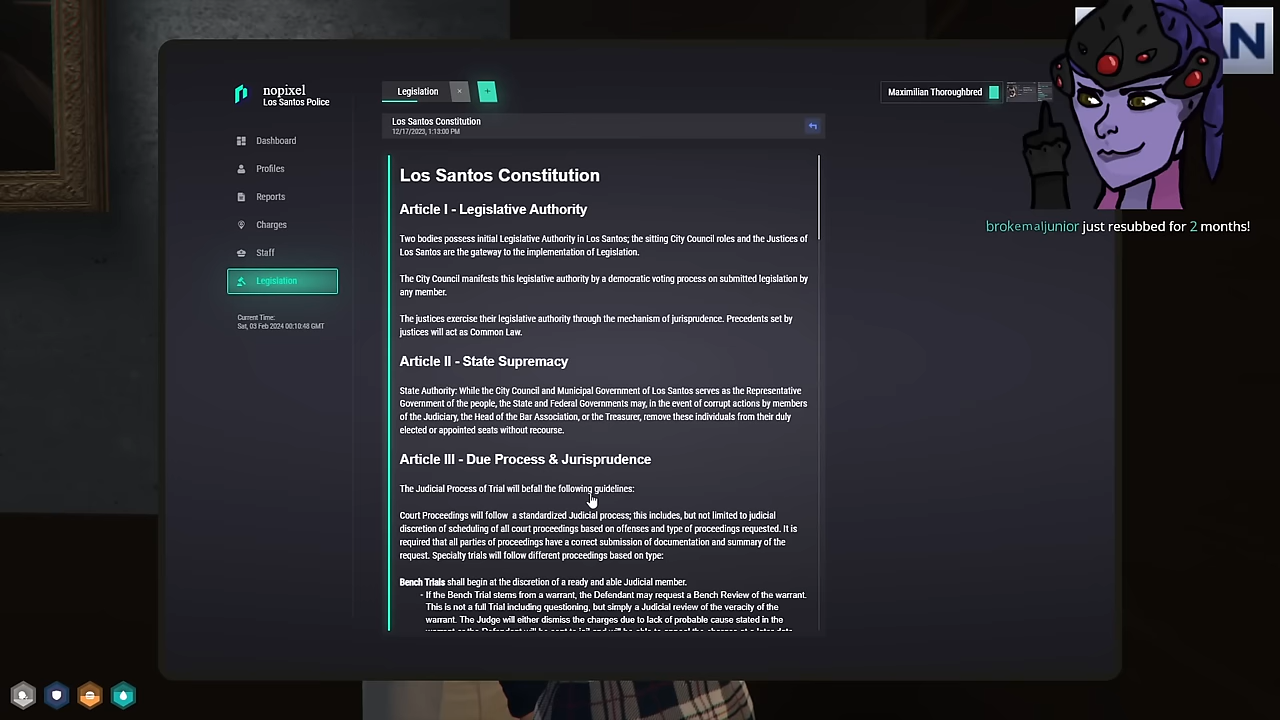 AN
nopixel
Los Santos Police
Legislation
×
+
Maximilian Thoroughbred
Los Santos Constitution
12/17/2023, 1:13:00 PM
Dashboard
Profiles
Reports
Charges
Staff
Legislation
Current Time:
Sat, 03 Feb 2024 00:10:48 GMT
brokemaljunior just resubbed for 2 months!
Los Santos Constitution
Article I - Legislative Authority
Two bodies possess initial Legislative Authority in Los Santos; the sitting City Council roles and the Justices of
Los Santos are the gateway to the implementation of Legislation.
The City Council manifests this legislative authority by a democratic voting process on submitted legislation by
any member.
The justices exercise their legislative authority through the mechanism of jurisprudence. Precedents set by
justices will act as Common Law.
Article II - State Supremacy
State Authority: While the City Council and Municipal Government of Los Santos serves as the Representative
Government of the people, the State and Federal Governments may, in the event of corrupt actions by members
of the Judiciary, the Head of the Bar Association, or the Treasurer, remove these individuals from their duly
elected or appointed seats without recourse.
Article III - Due Process & Jurisprudence
The Judicial Process of Trial will befall the following guidelines:
Court Proceedings will follow a standardized Judicial process; this includes, but not limited to judicial
discretion of scheduling of all court proceedings based on offenses and type of proceedings requested. It is
required that all parties of proceedings have a correct submission of documentation and summary of the
request. Specialty trials will follow different proceedings based on type:
Bench Trials shall begin at the discretion of a ready and able Judicial member.
- If the Bench Trial stems from a warrant, the Defendant may request a Bench Review of the warrant.
This is not a full Trial including questioning, but simply a Judicial review of the veracity of the
warrant. The Judge will either dismiss the charges due to lack of probable cause stated in the